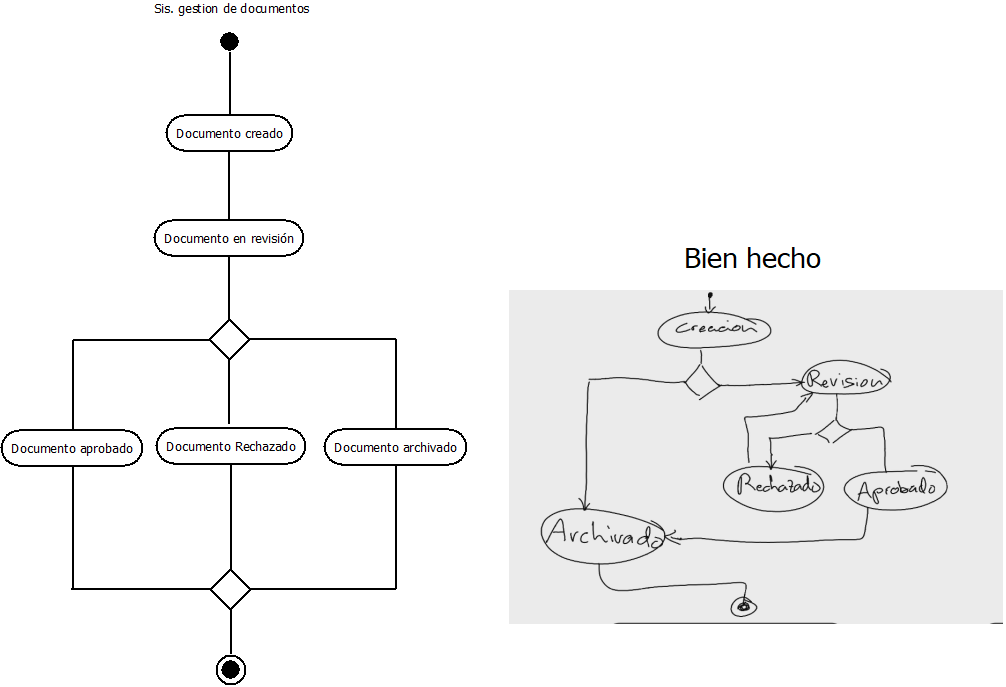 Sis. gestion de documentos
Documento creado
Documento en revisión
Documento aprobado
Documento Rechazado
Documento archivado
Bien hecho
Creacion
Revision
Rechazado
Aprobado
Archivado